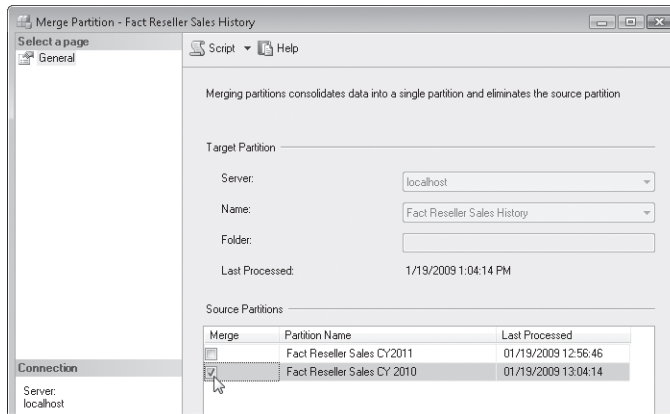 Merge Partition - Fact Reseller Sales History
Select a page
General
Script
Help
Merging partitions consolidates data into a single partition and eliminates the source partition
Target Partition
Server:
localhost
Name:
Fact Reseller Sales History
Folder:
Last Processed:
1/19/2009 1:04:14 PM
Source Partitions
Merge
Partition Name
Last Processed
Fact Reseller Sales CY2011
01/19/2009 12:56:46
Fact Reseller Sales CY 2010
01/19/2009 13:04:14
Connection
Server:
localhost